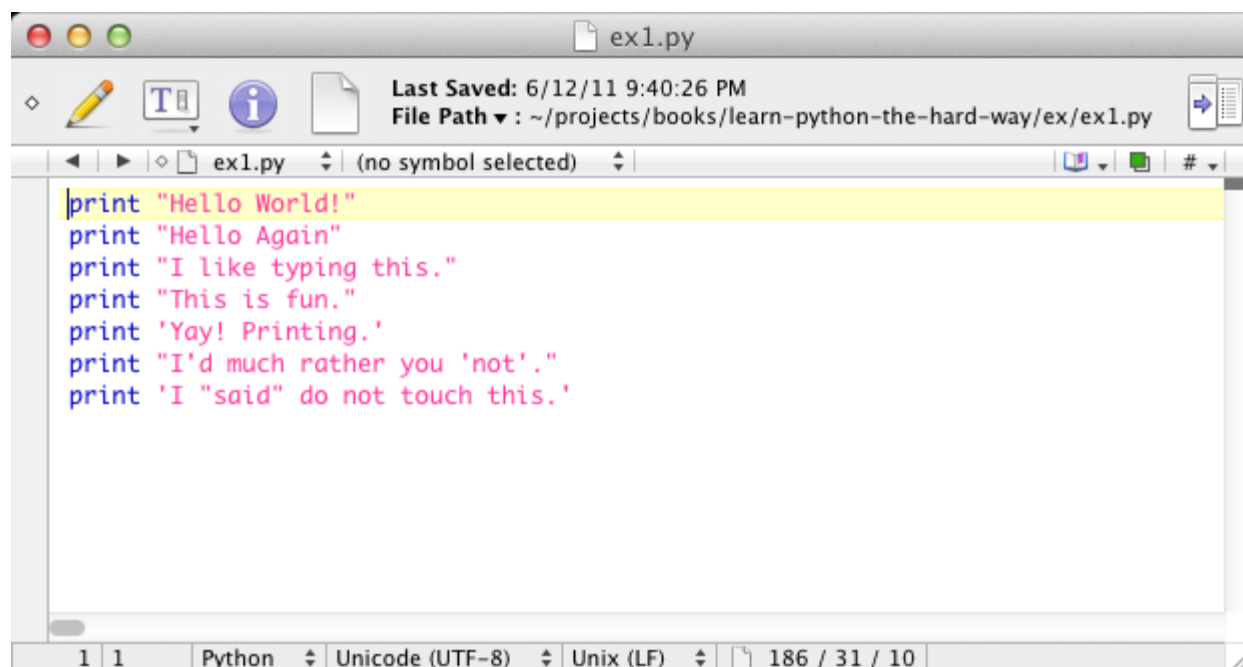 ex1.py
Last Saved: 6/12/11 9:40:26 PM
File Path ▾ : ~/projects/books/learn-python-the-hard-way/ex/ex1.py
ex1.py (no symbol selected) #
print "Hello World!"
print "Hello Again"
print "I like typing this."
print "This is fun."
print 'Yay! Printing.'
print "I'd much rather you 'not'."
print 'I "said" do not touch this.'
1 1 Python Unicode (UTF-8) Unix (LF) 186 / 31 / 10